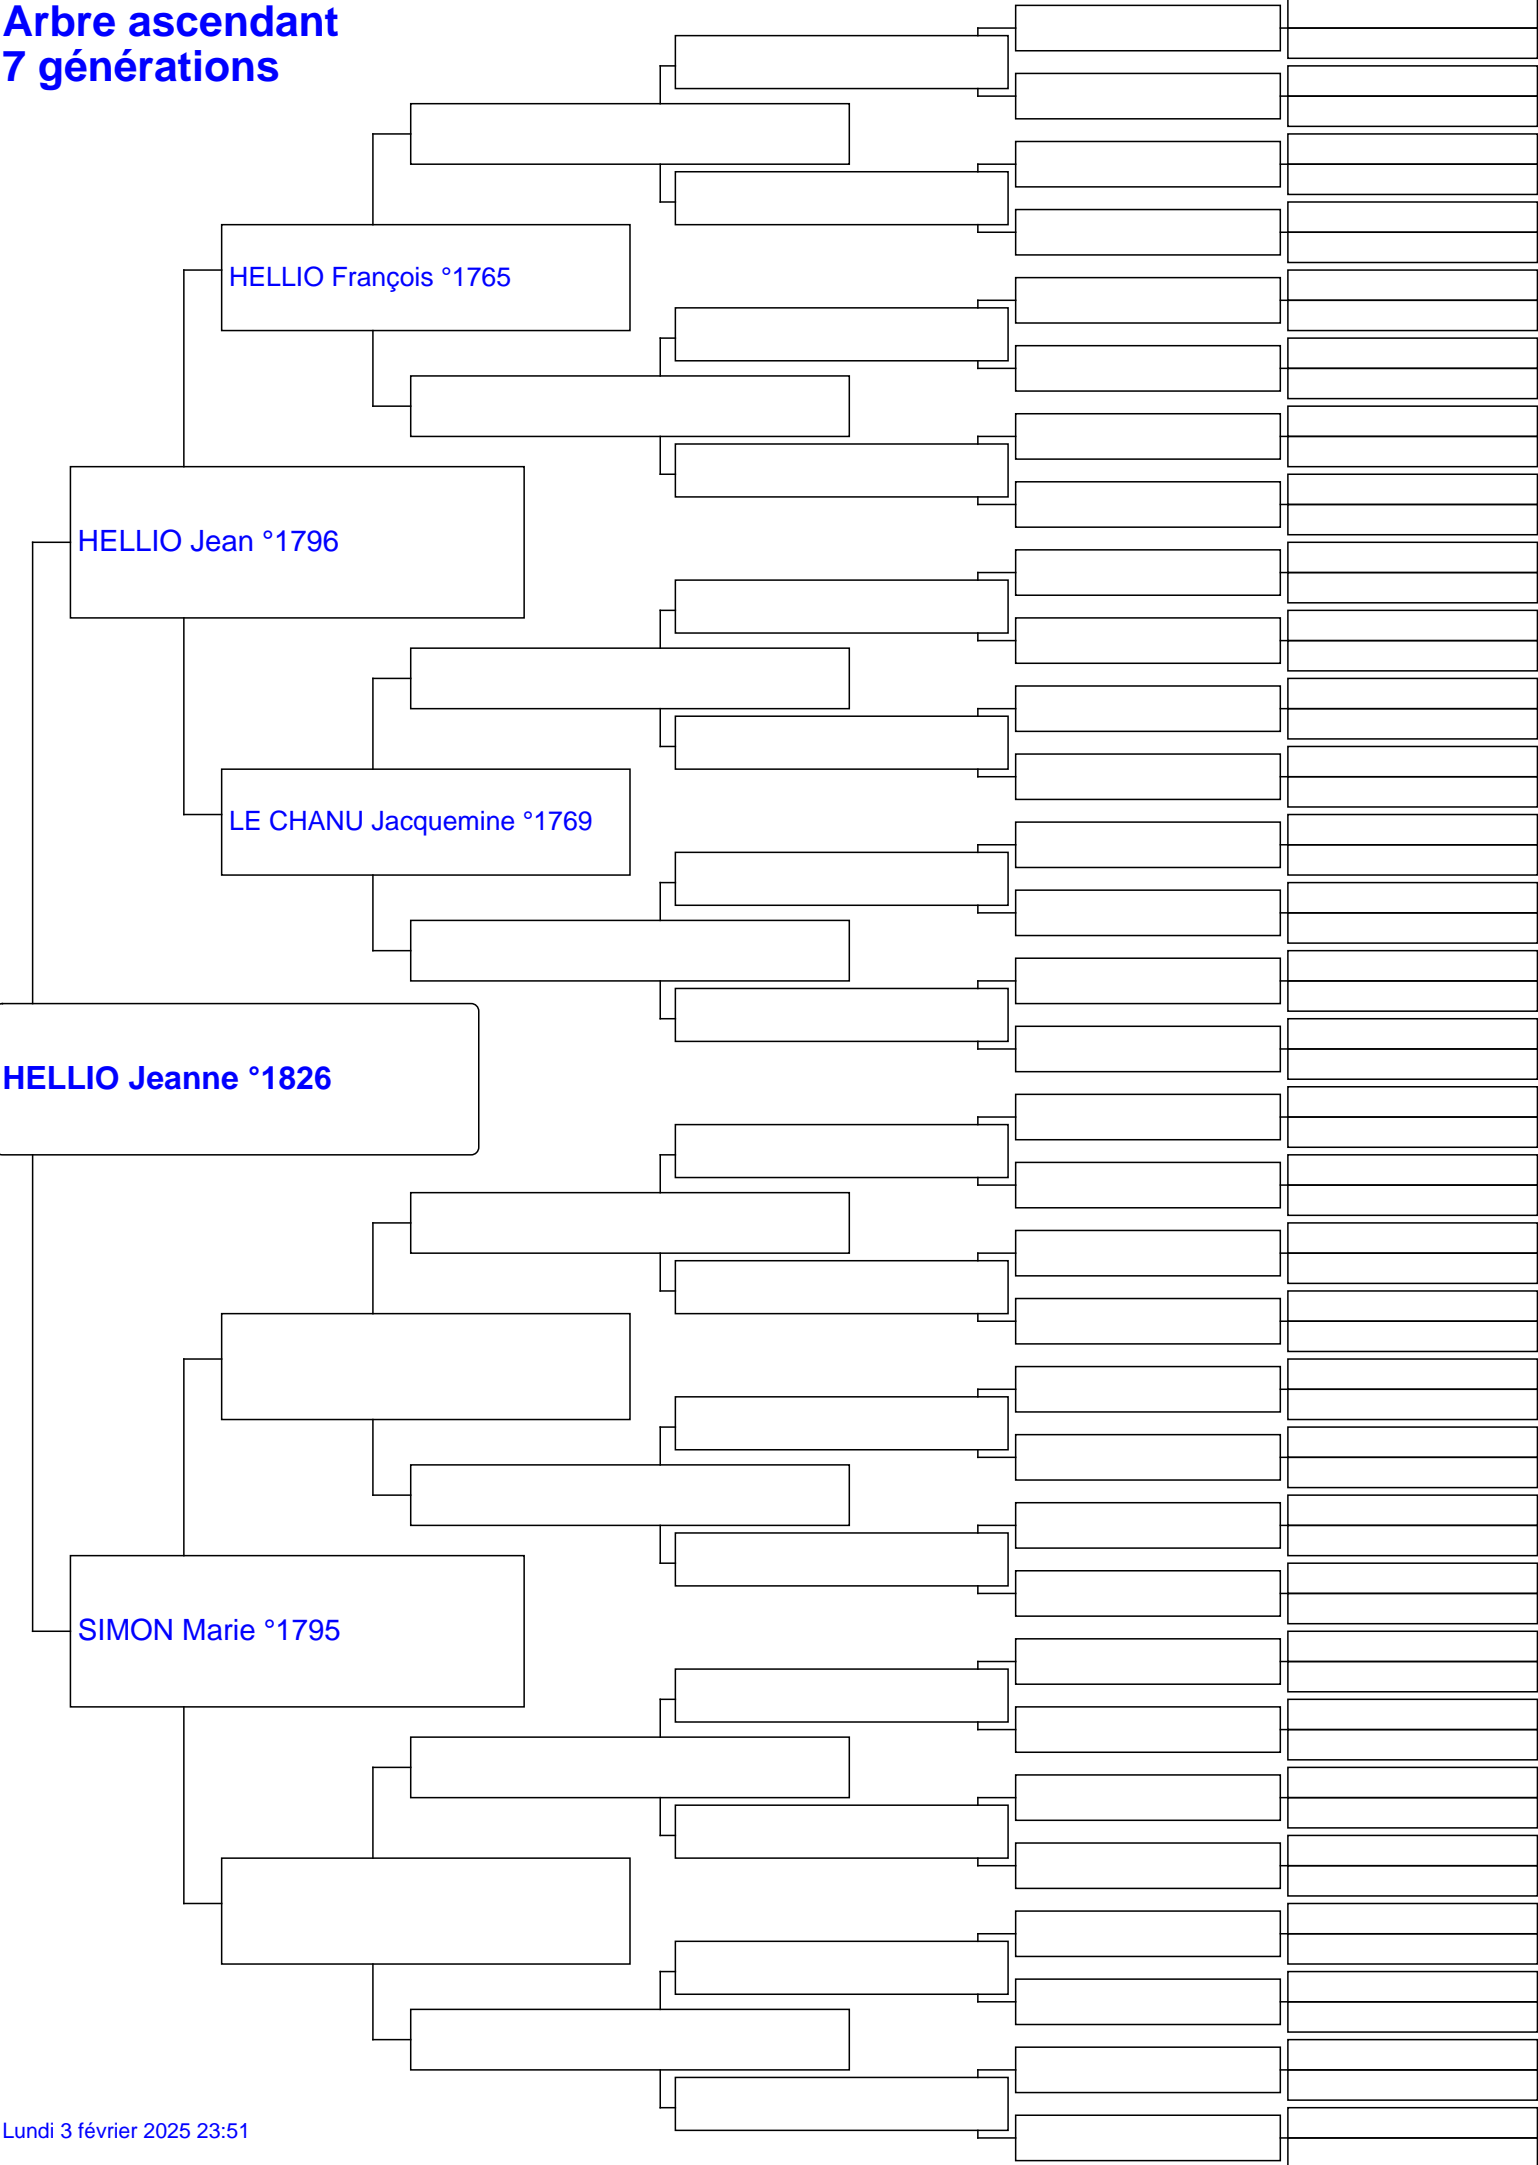 Arbre ascendant
7 générations
HELLIO François °1765
HELLIO Jean °1796
LE CHANU Jacquemine °1769
HELLIO Jeanne °1826
SIMON Marie °1795
Lundi 3 février 2025 23:51